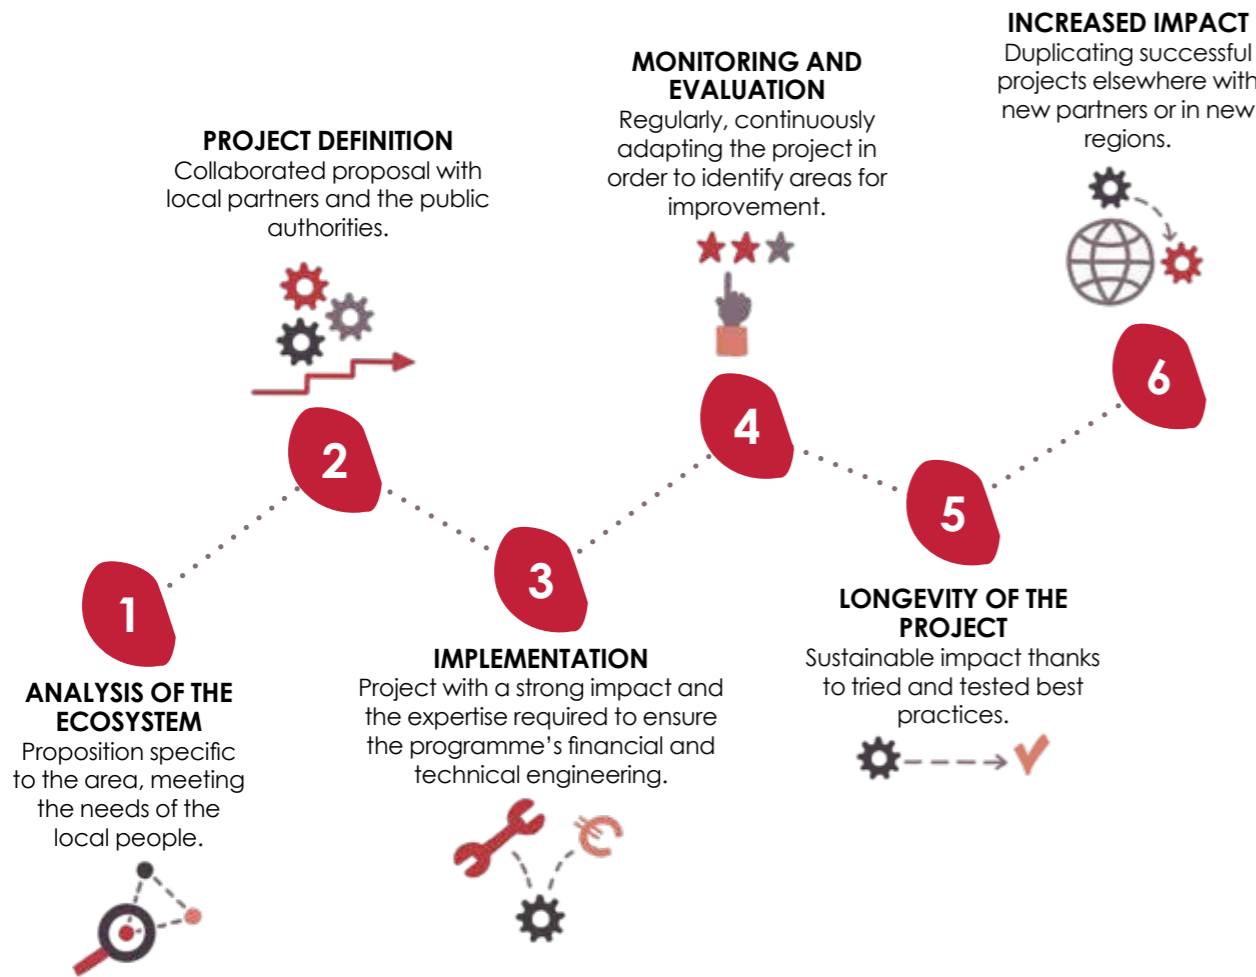 1
ANALYSIS OF THE
ECOSYSTEM
Proposition specific
to the area, meeting
the needs of the
local people.
PROJECT DEFINITION
Collaborated proposal with
local partners and the public
authorities.
2
3
IMPLEMENTATION
Project with a strong impact and
the expertise required to ensure
the programme’s financial and
technical engineering.
MONITORING AND
EVALUATION
Regularly, continuously
adapting the project in
order to identify areas for
improvement.
4
5
LONGEVITY OF THE
PROJECT
Sustainable impact thanks
to tried and tested best
practices.
INCREASED IMPACT
Duplicating successful
projects elsewhere with
new partners or in new
regions.
6